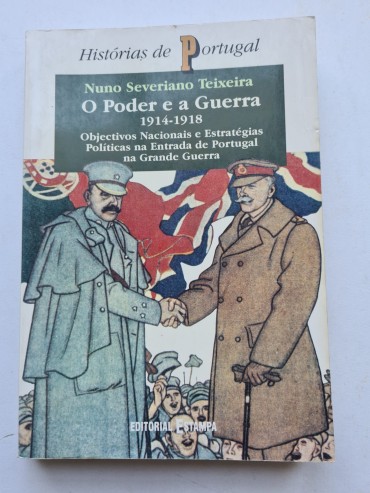 Histórias de Portugal
Nuno Severiano Teixeira
O Poder e a Guerra
1914-1918
Objectivos Nacionais e Estratégias
Políticas na Entrada de Portugal
na Grande Guerra
EDITORIAL ESTAMPA